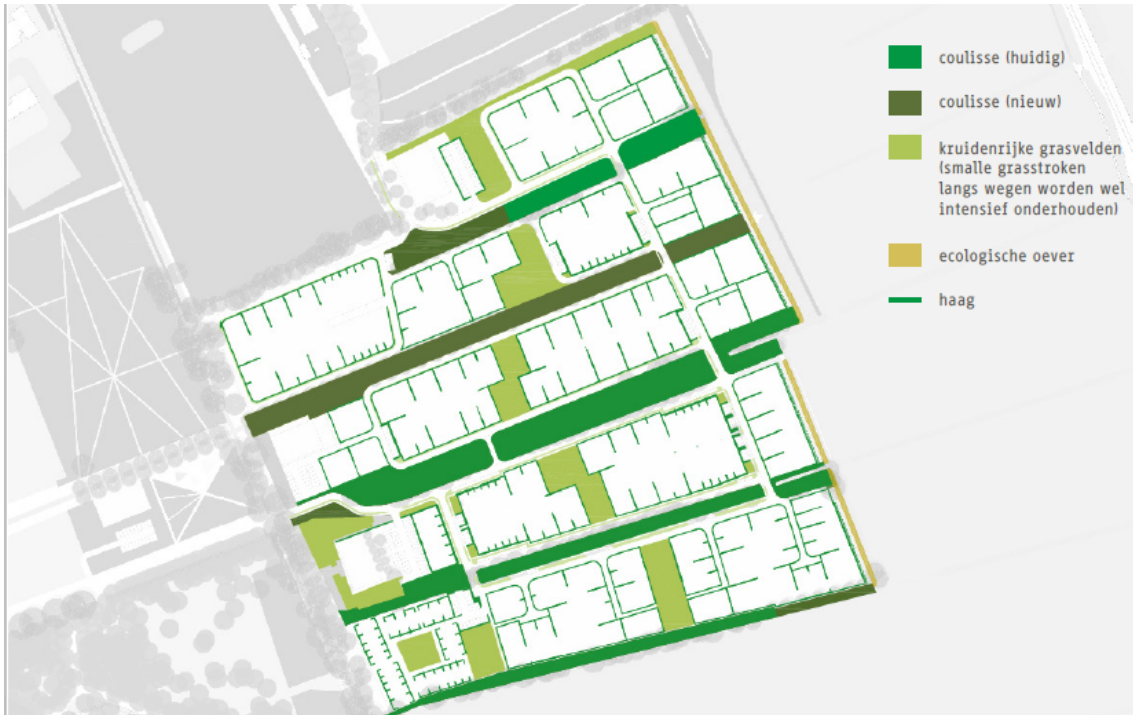 coulisse (huidig)
coulisse (nieuw)
kruidenrijke grasvelden
(smalle grasstroken
langs wegen worden wel
intensief onderhouden)
ecologische oever
haag